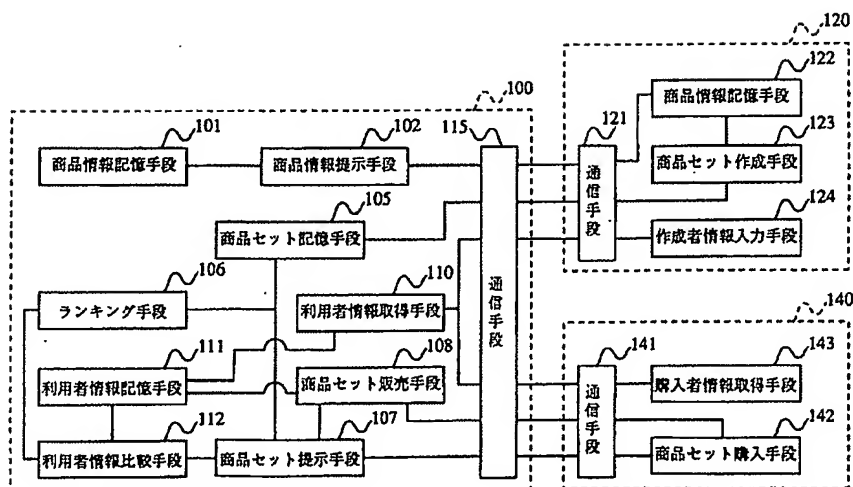 120
122
商品情報記憶手段
100
115
121
123
101
102
商品情報記憶手段
商品情報提示手段
通信手段
商品セット作成手段
105
124
商品セット記憶手段
作成者情報入力手段
106
110
通信手段
ランキング手段
利用者情報取得手段
140
111
108
141
143
利用者情報記憶手段
商品セット販売手段
通信手段
購入者情報取得手段
112
107
142
利用者情報比較手段
商品セット提示手段
商品セット購入手段